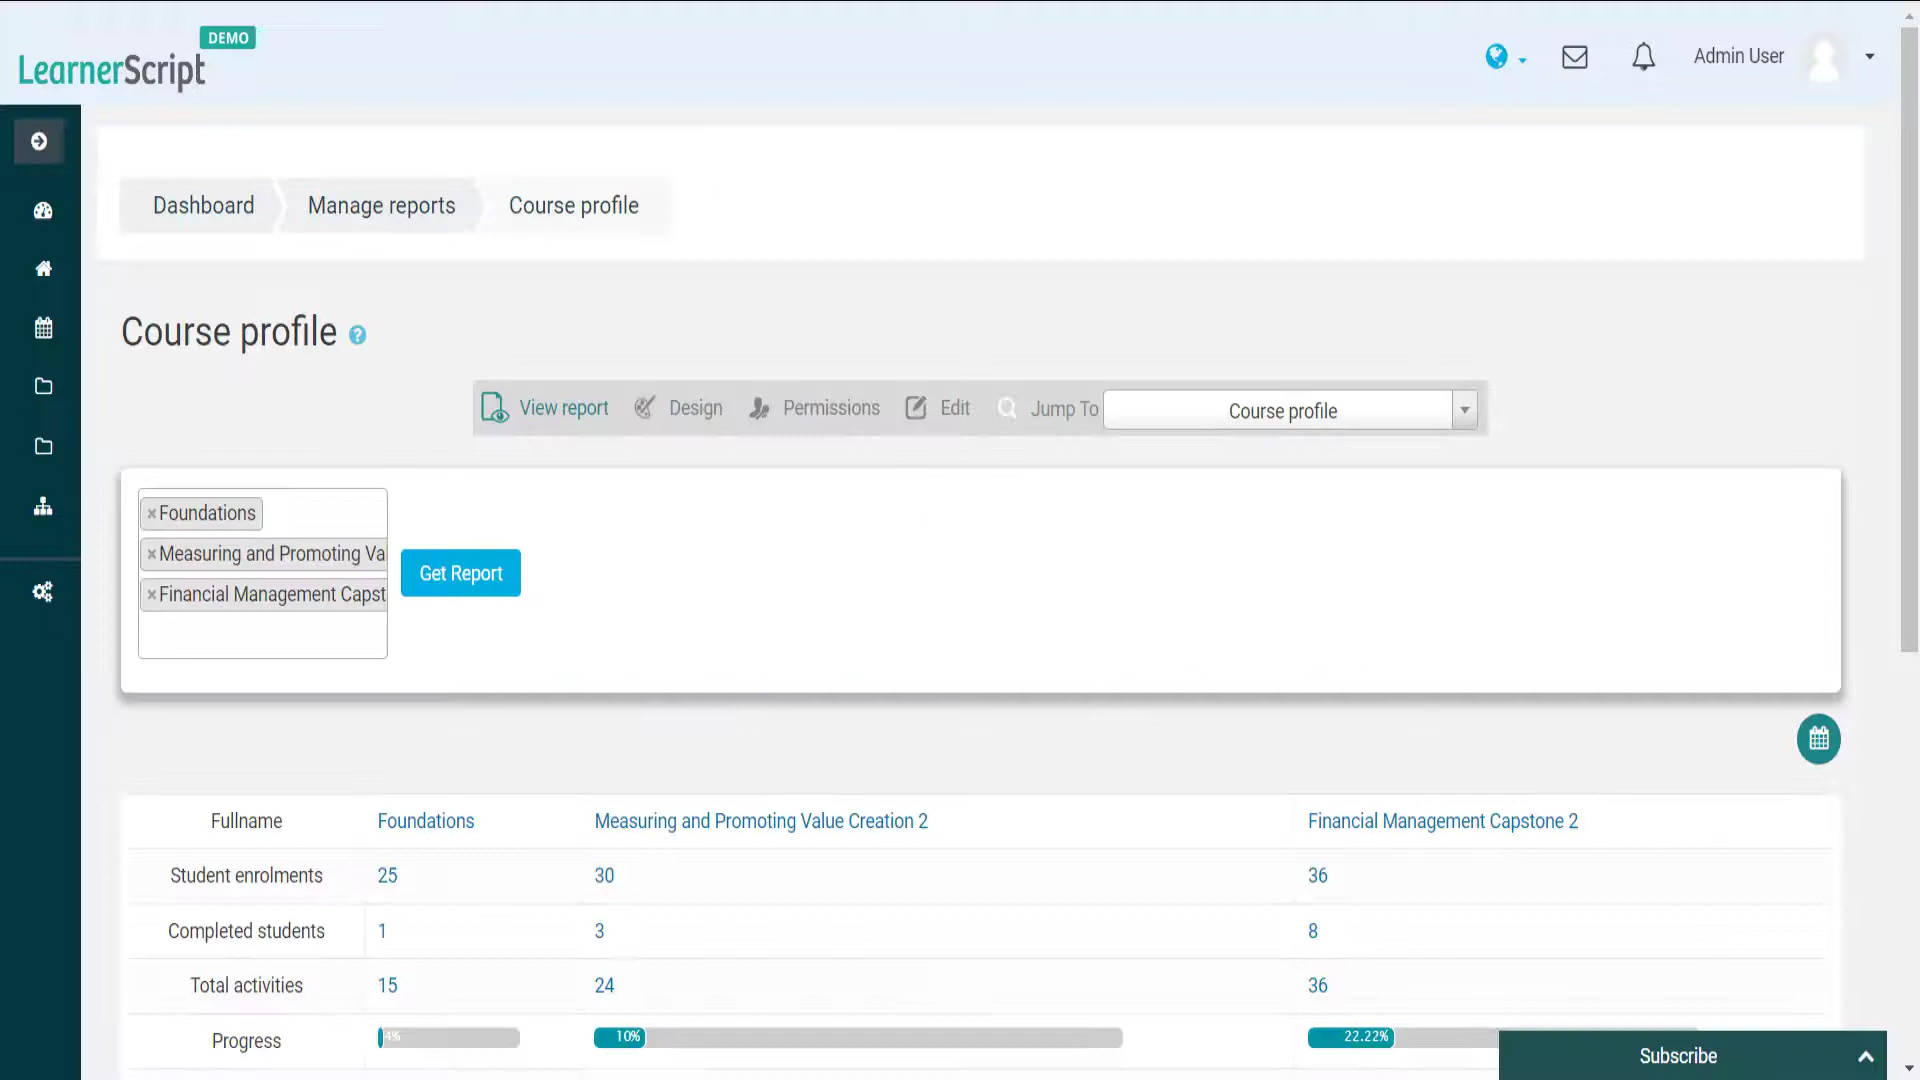 DEMO
LearnerScript
Admin User
Dashboard Manage reports Course profile
Course profile ?
View report Design Permissions Edit Jump To Course profile
×Foundations
×Measuring and Promoting Va
×Financial Management Capst
Get Report
Fullname Foundations Measuring and Promoting Value Creation 2 Financial Management Capstone 2
Student enrolments 25 30 36
Completed students 1 3 8
Total activities 15 24 36
Progress 4% 10% 22.22%
Subscribe